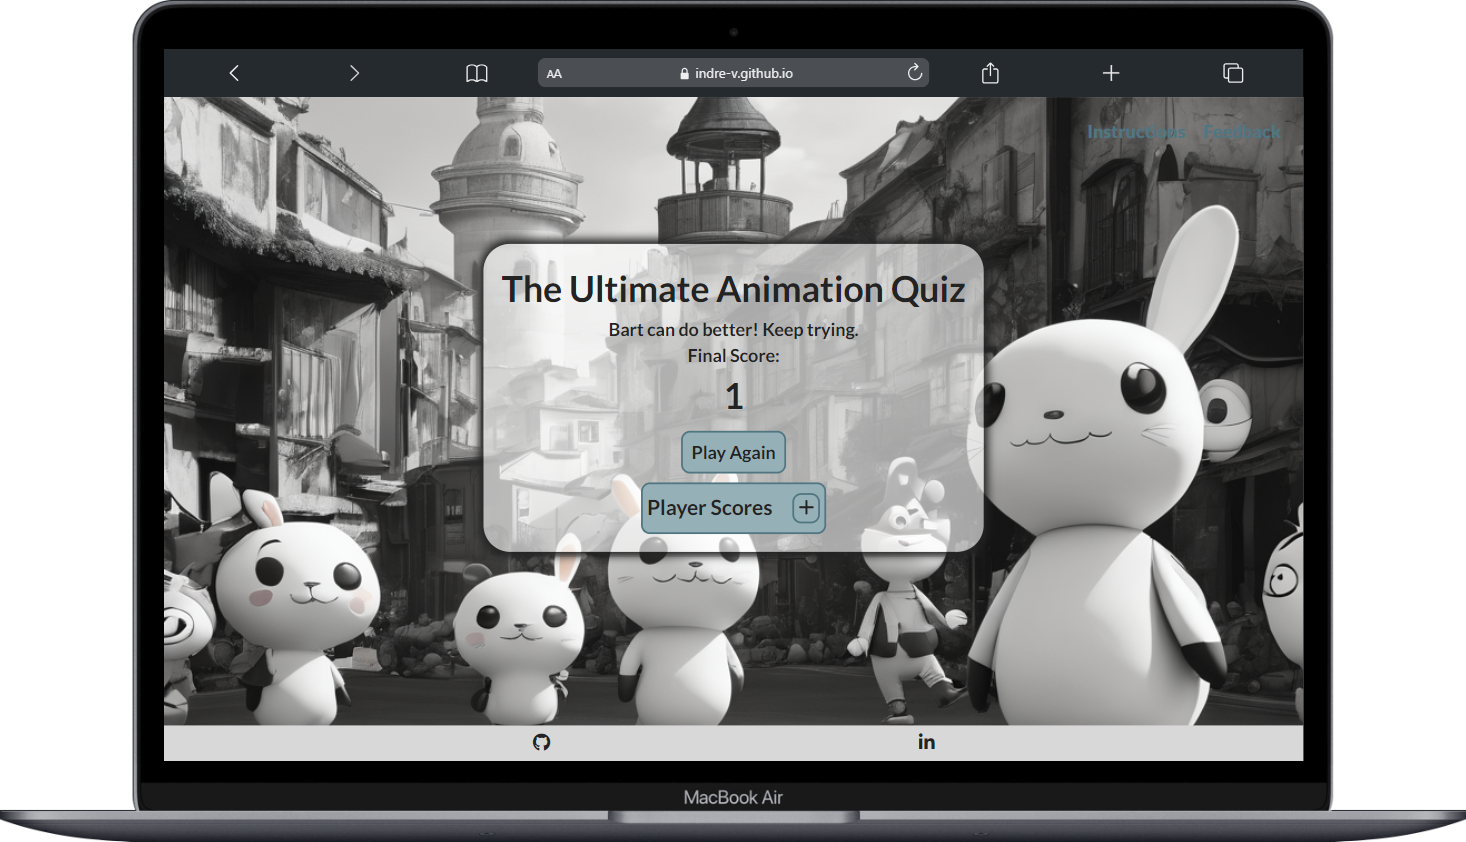 AA indre-v.github.io
Instructions Feedback
The Ultimate Animation Quiz
Bart can do better! Keep trying.
Final Score:
1
Play Again
Player Scores +
in
MacBook Air